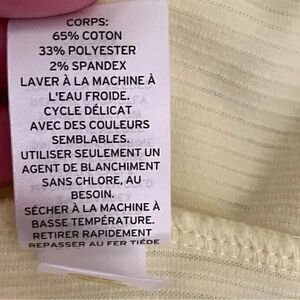 CORPS:
65% COTON
33% POLYESTER
2% SPANDEX
LAVER À LA MACHINE À
L'EAU FROIDE.
CYCLE DÉLICAT
AVEC DES COULEURS
SEMBLABLES.
UTILISER SEULEMENT UN
AGENT DE BLANCHIMENT
SANS CHLORE, AU
BESOIN.
SÉCHER À LA MACHINE À
BASSE TEMPÉRATURE.
RETIRER RAPIDEMENT
REPASSER AU FER TIÈDE